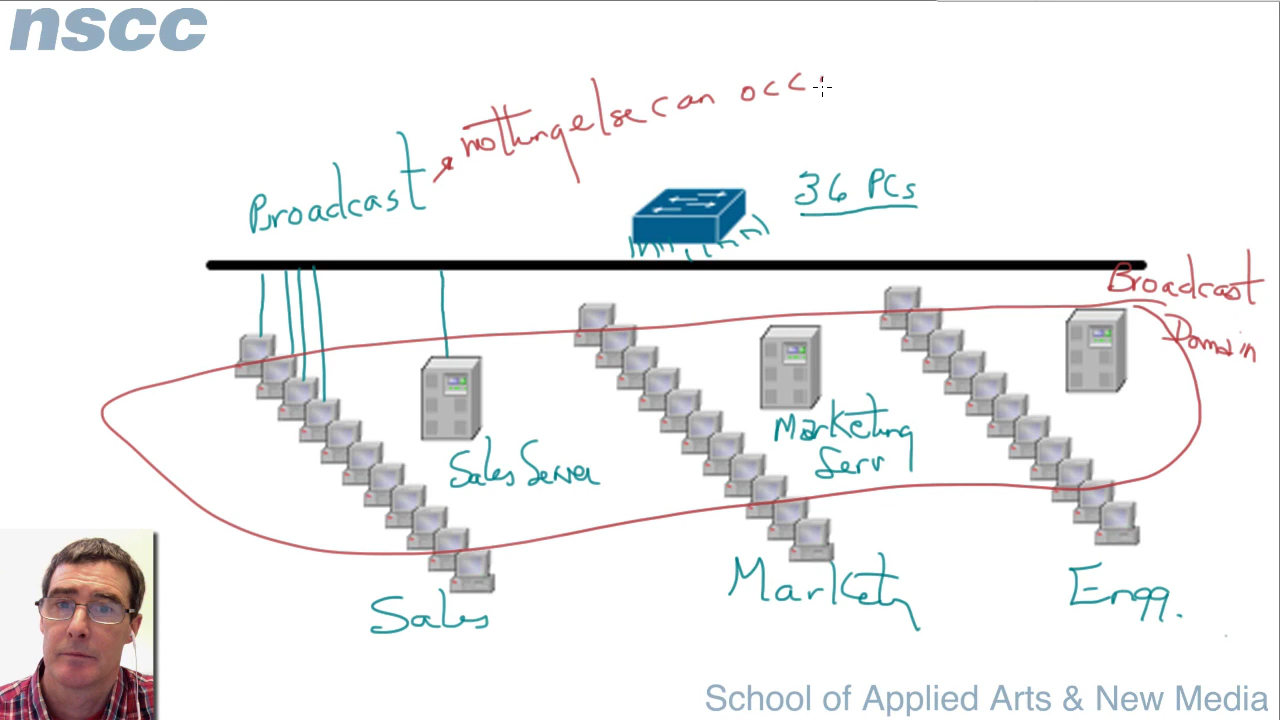 nscc
nothing else can occ
Broadcast
36 PCs
Broadcast
Domain
Marketing
Serv
Sales Server
Sales
Markety
Engg.
School of Applied Arts & New Media